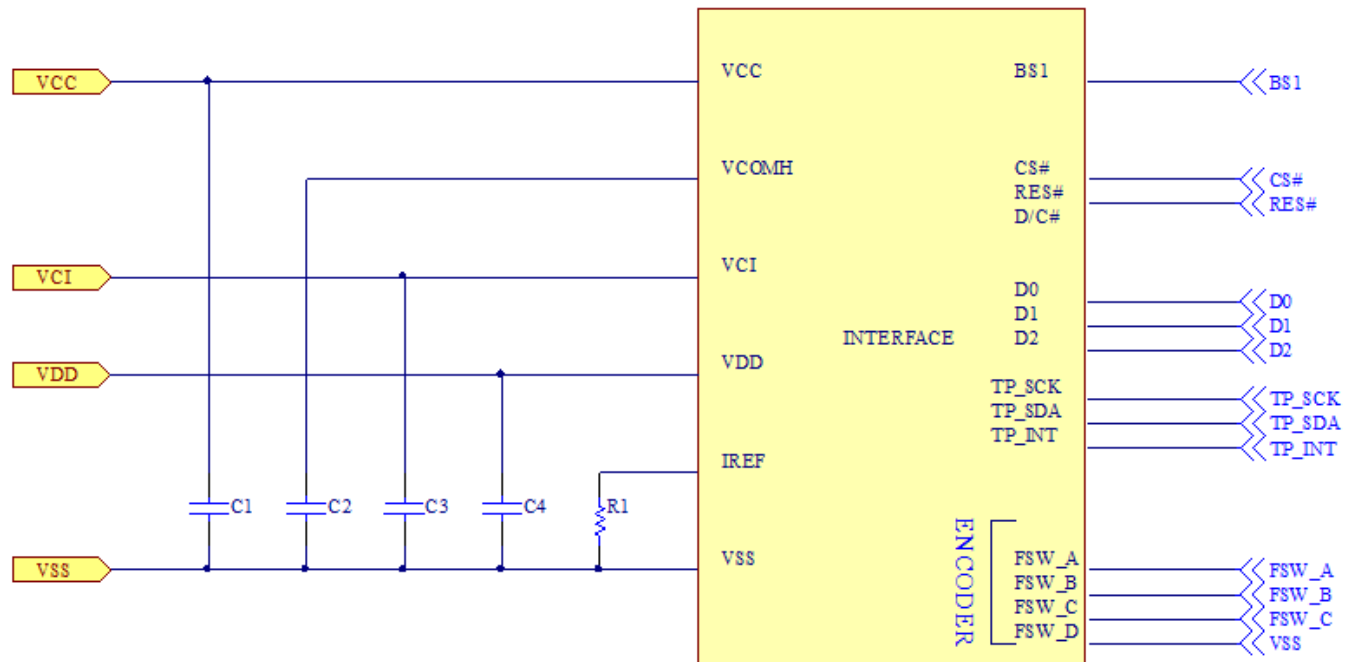 VCC VCC BS1 BS1
VCOMH CS# CS#
RES# RES#
D/C#
VCI VCI
D0 D0
D1 D1
INTERFACE D2 D2
VDD VDD
TP_SCK TP_SCK
TP_SDA TP_SDA
TP_INT TP_INT
IREF
C1 C2 C3 C4 R1
ENCODER
VSS VSS FSW_A FSW_A
FSW_B FSW_B
FSW_C FSW_C
FSW_D VSS